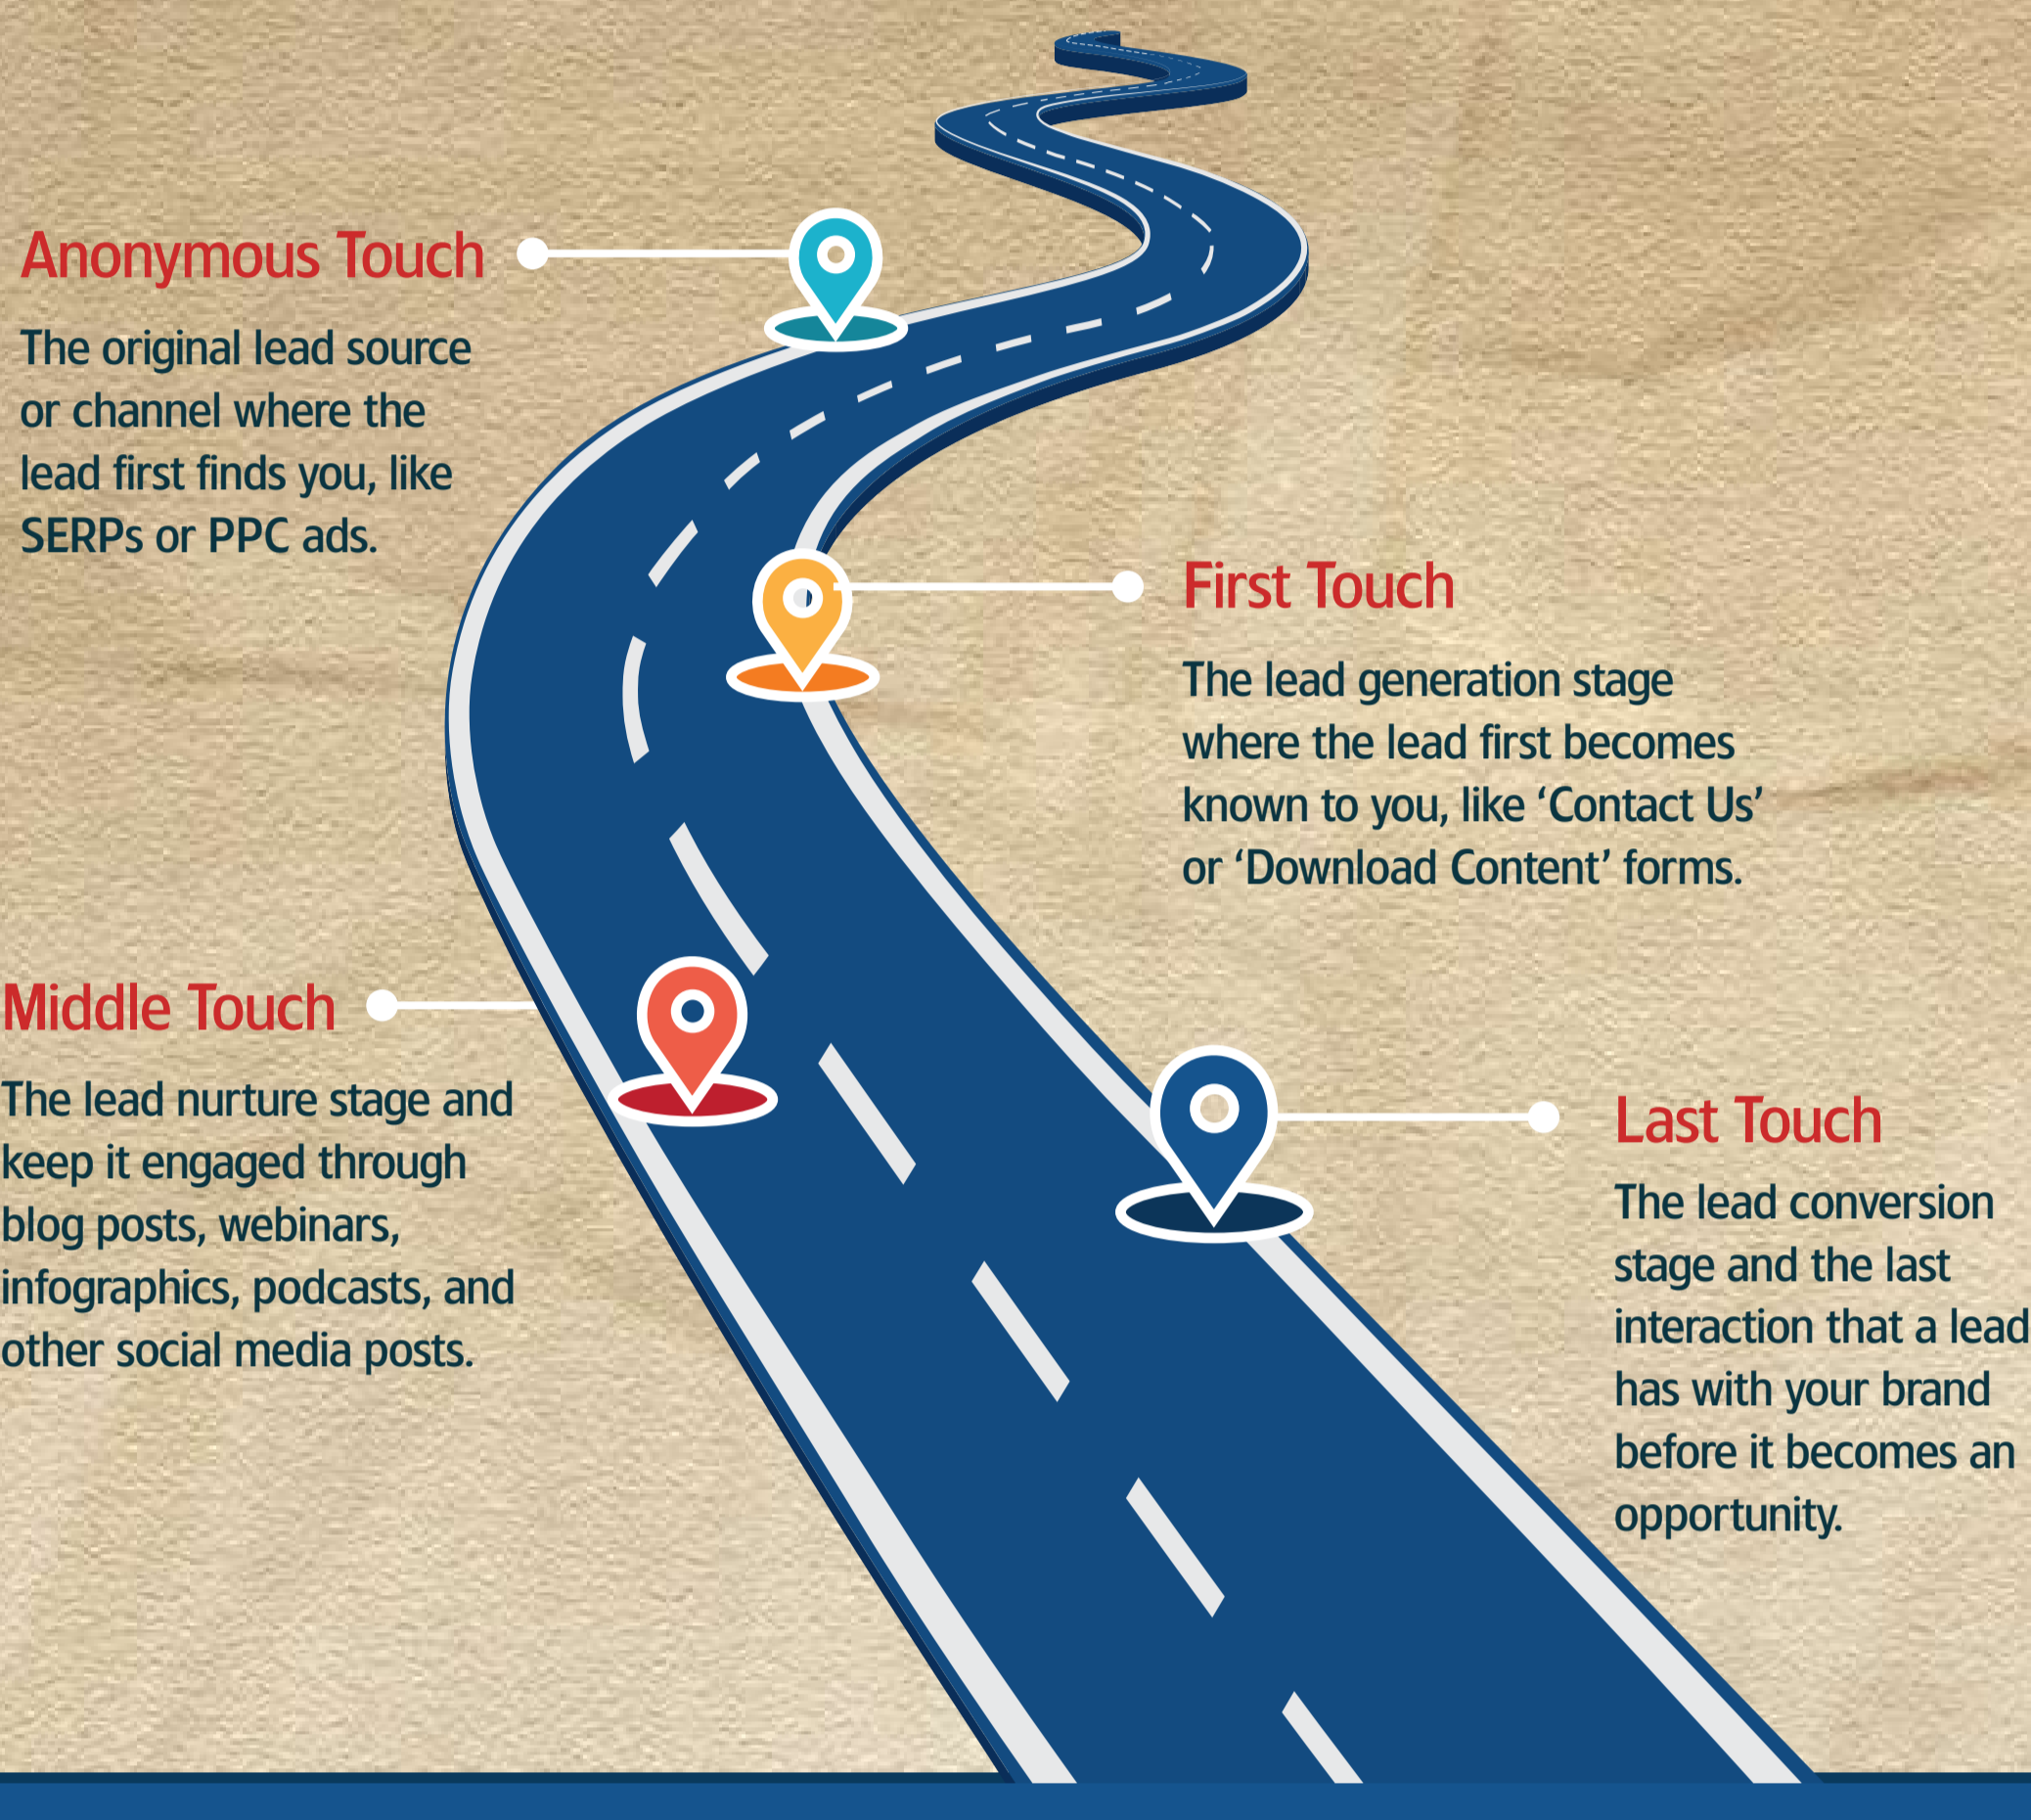 Anonymous Touch
The original lead source
or channel where the
lead first finds you, like
SERPs or PPC ads.
First Touch
The lead generation stage
where the lead first becomes
known to you, like ‘Contact Us’
or ‘Download Content’ forms.
Middle Touch
The lead nurture stage and
keep it engaged through
blog posts, webinars,
infographics, podcasts, and
other social media posts.
Last Touch
The lead conversion
stage and the last
interaction that a lead
has with your brand
before it becomes an
opportunity.